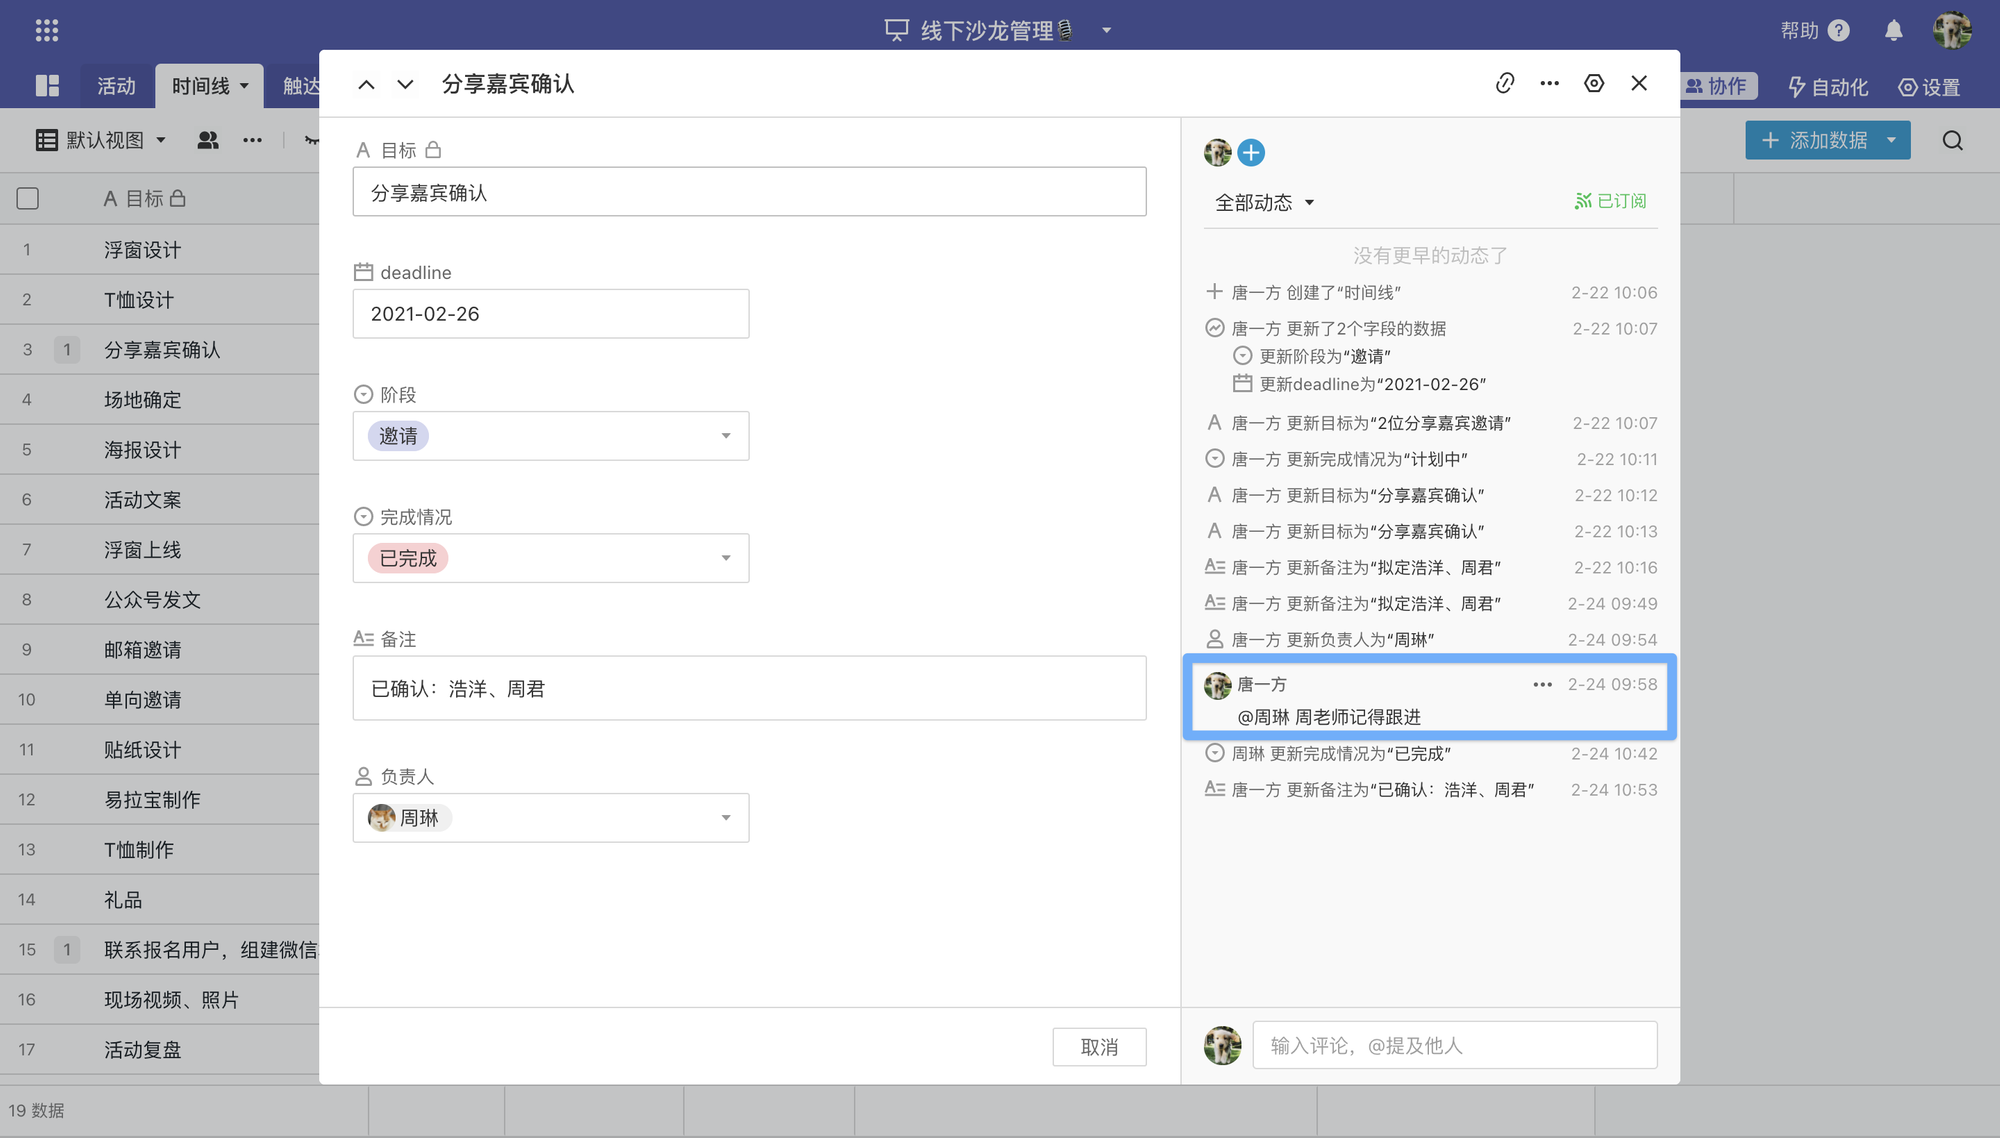 线下沙龙管理
帮助
活动
时间线
触达
协作
自动化
设置
默认视图
添加数据
目标
1 浮窗设计
2 T恤设计
3 1 分享嘉宾确认
4 场地确定
5 海报设计
6 活动文案
7 浮窗上线
8 公众号发文
9 邮箱邀请
10 单向邀请
11 贴纸设计
12 易拉宝制作
13 T恤制作
14 礼品
15 1 联系报名用户，组建微信
16 现场视频、照片
17 活动复盘
19 数据
分享嘉宾确认
目标
分享嘉宾确认
deadline
2021-02-26
阶段
邀请
完成情况
已完成
备注
已确认：浩洋、周君
负责人
周琳
取消
全部动态
已订阅
没有更早的动态了
唐一方 创建了“时间线” 2-22 10:06
唐一方 更新了2个字段的数据 2-22 10:07
更新阶段为“邀请”
更新deadline为“2021-02-26”
唐一方 更新目标为“2位分享嘉宾邀请” 2-22 10:07
唐一方 更新完成情况为“计划中” 2-22 10:11
唐一方 更新目标为“分享嘉宾确认” 2-22 10:12
唐一方 更新目标为“分享嘉宾确认” 2-22 10:13
唐一方 更新备注为“拟定浩洋、周君” 2-22 10:16
唐一方 更新备注为“拟定浩洋、周君” 2-24 09:49
唐一方 更新负责人为“周琳” 2-24 09:54
唐一方 2-24 09:58
@周琳 周老师记得跟进
周琳 更新完成情况为“已完成” 2-24 10:42
唐一方 更新备注为“已确认：浩洋、周君” 2-24 10:53
输入评论，@提及他人